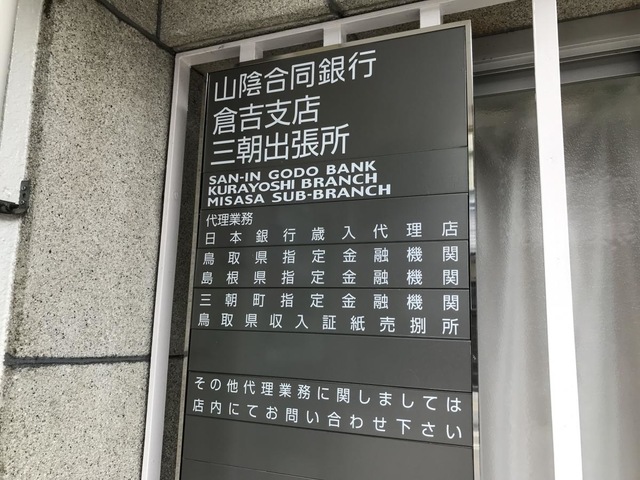 山陰合同銀行
倉吉支店
三朝出張所
SAN-IN GODO BANK
KURAYOSHI BRANCH
MISASA SUB-BRANCH
代理業務
日本銀行歳入代理店
鳥取県指定金融機関
島根県指定金融機関
三朝町指定金融機関
鳥取県収入証紙売捌所
その他代理業務に関しましては
店内にてお問い合わせ下さい